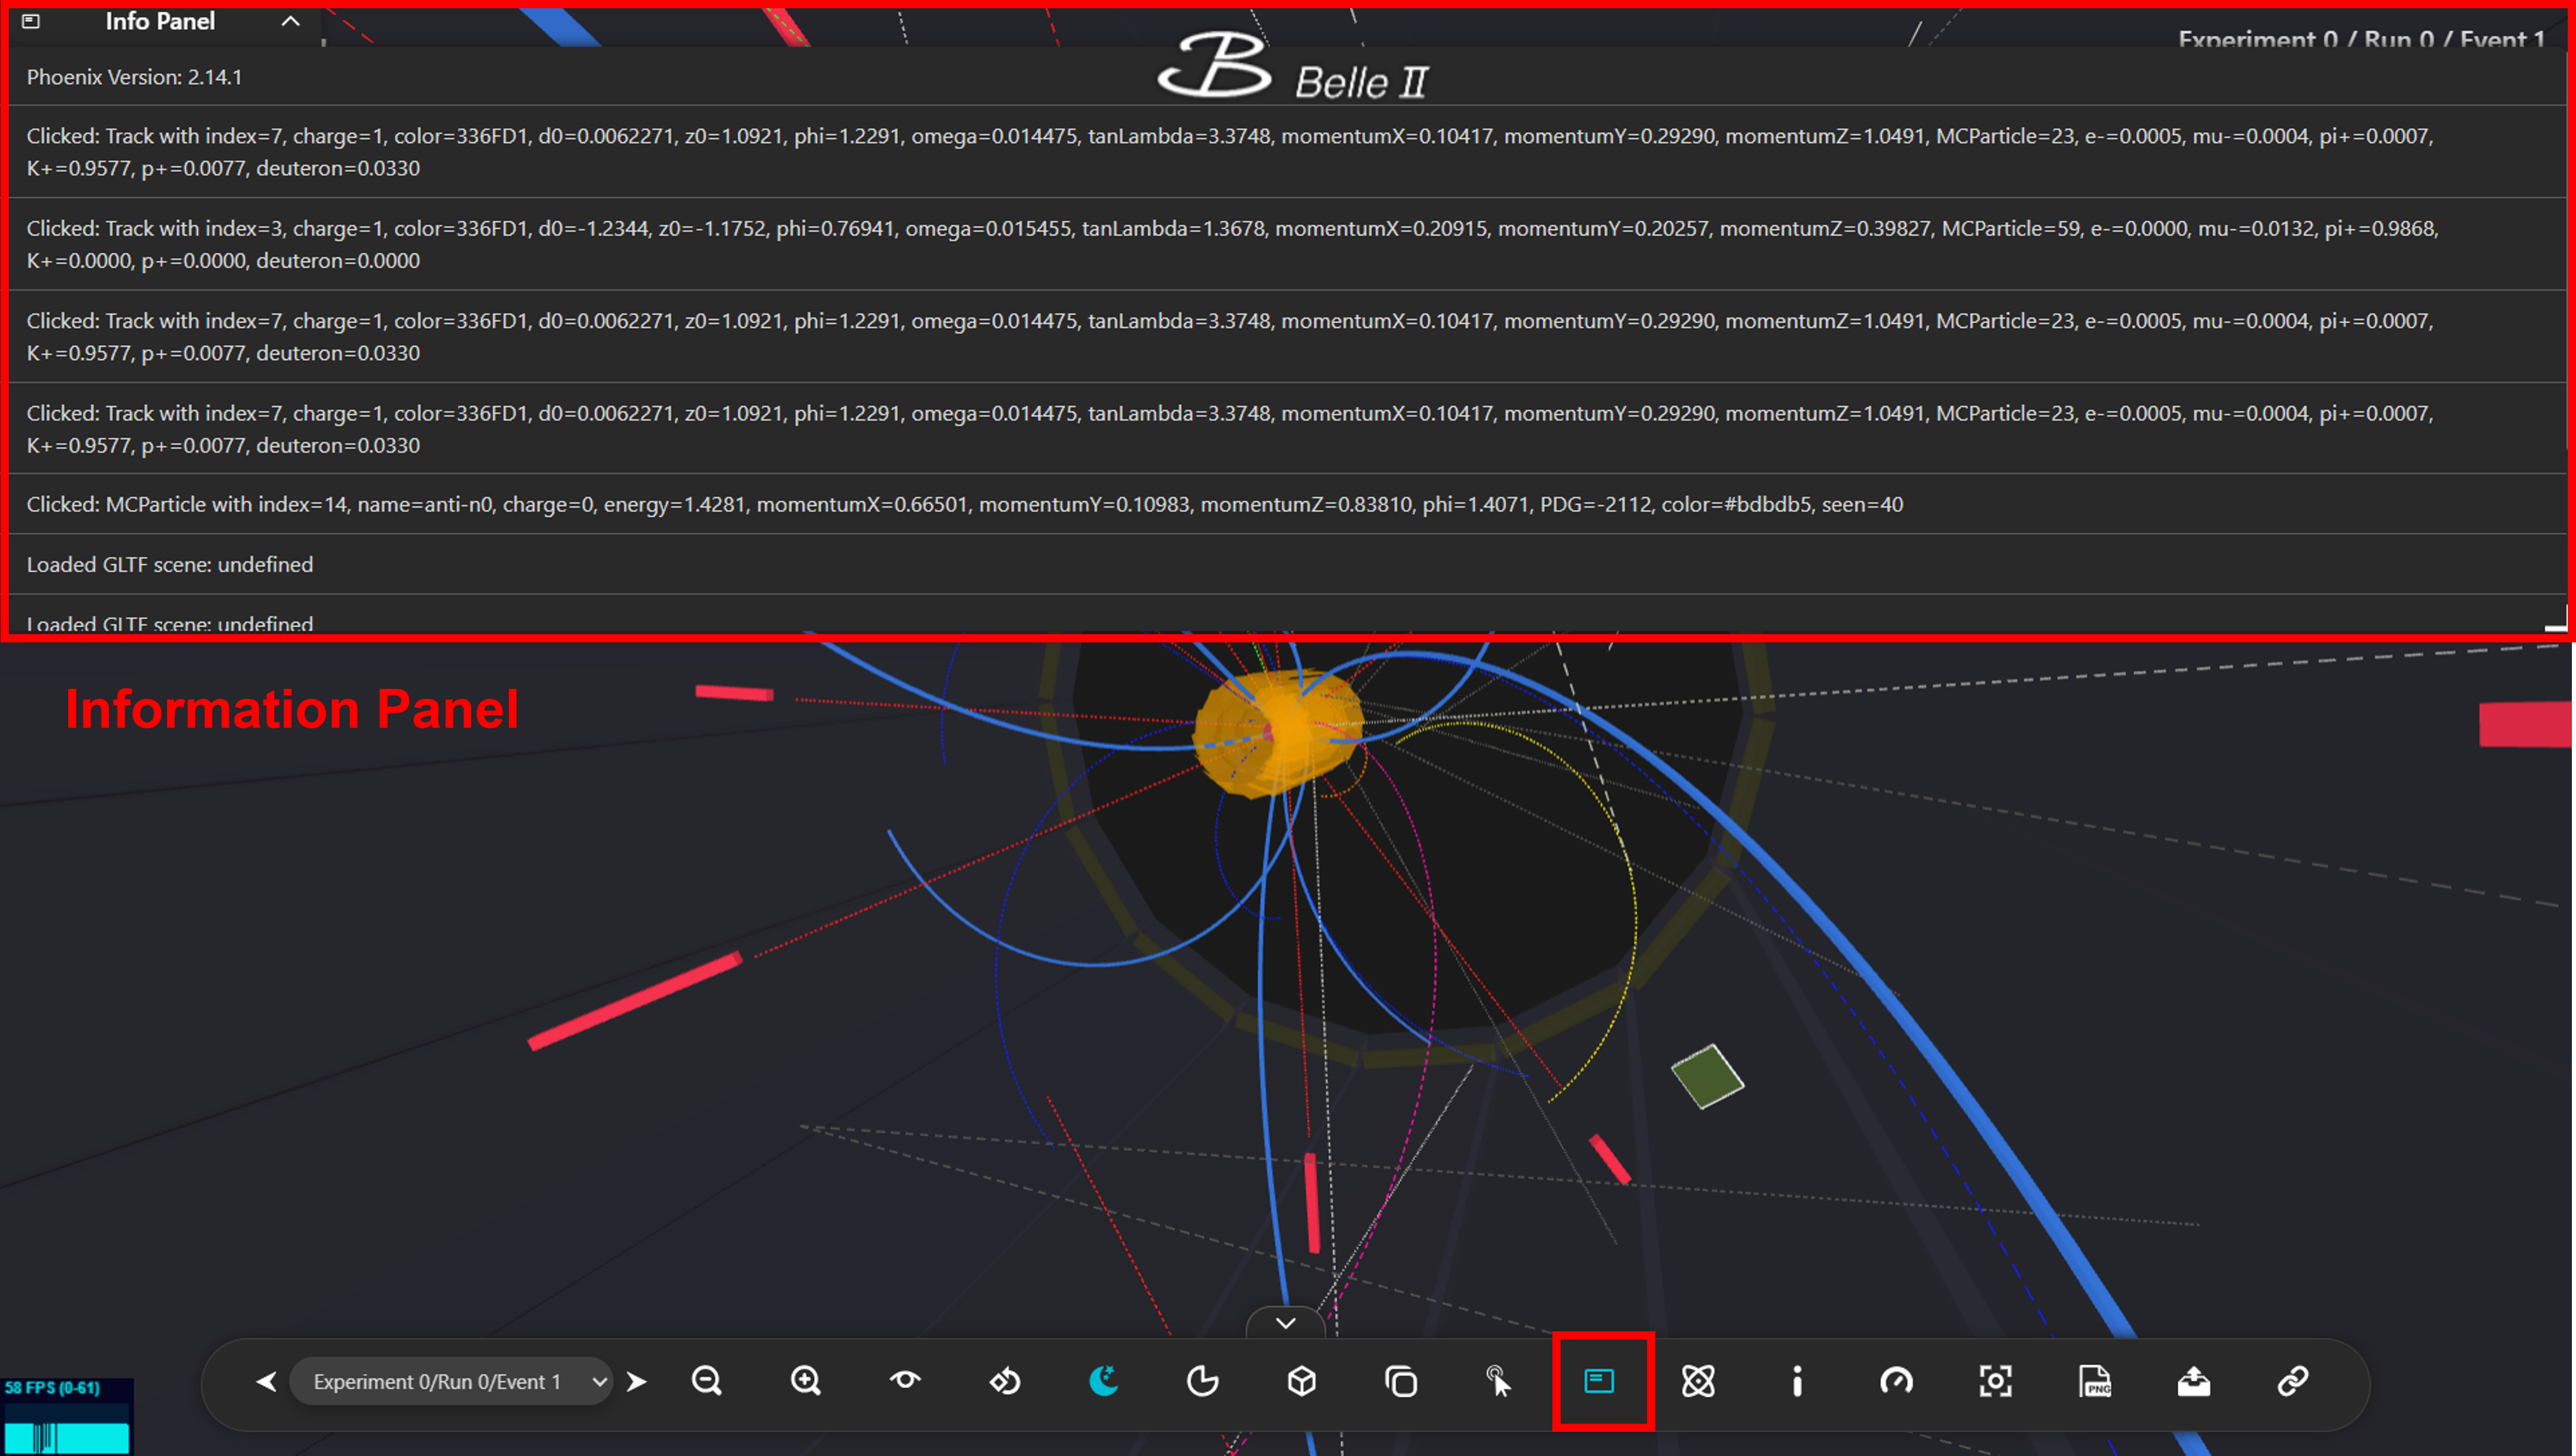 Info Panel
Experiment 0 / Run 0 / Event 1
Phoenix Version: 2.14.1
B Belle II
Clicked: Track with index=7, charge=1, color=336FD1, d0=0.0062271, z0=1.0921, phi=1.2291, omega=0.014475, tanLambda=3.3748, momentumX=0.10417, momentumY=0.29290, momentumZ=1.0491, MCParticle=23, e-=0.0005, mu-=0.0004, pi+=0.0007,
K+=0.9577, p+=0.0077, deuteron=0.0330
Clicked: Track with index=3, charge=1, color=336FD1, d0=-1.2344, z0=-1.1752, phi=0.76941, omega=0.015455, tanLambda=1.3678, momentumX=0.20915, momentumY=0.20257, momentumZ=0.39827, MCParticle=59, e-=0.0000, mu-=0.0132, pi+=0.9868,
K+=0.0000, p+=0.0000, deuteron=0.0000
Clicked: Track with index=7, charge=1, color=336FD1, d0=0.0062271, z0=1.0921, phi=1.2291, omega=0.014475, tanLambda=3.3748, momentumX=0.10417, momentumY=0.29290, momentumZ=1.0491, MCParticle=23, e-=0.0005, mu-=0.0004, pi+=0.0007,
K+=0.9577, p+=0.0077, deuteron=0.0330
Clicked: Track with index=7, charge=1, color=336FD1, d0=0.0062271, z0=1.0921, phi=1.2291, omega=0.014475, tanLambda=3.3748, momentumX=0.10417, momentumY=0.29290, momentumZ=1.0491, MCParticle=23, e-=0.0005, mu-=0.0004, pi+=0.0007,
K+=0.9577, p+=0.0077, deuteron=0.0330
Clicked: MCParticle with index=14, name=anti-n0, charge=0, energy=1.4281, momentumX=0.66501, momentumY=0.10983, momentumZ=0.83810, phi=1.4071, PDG=-2112, color=#bdbdb5, seen=40
Loaded GLTF scene: undefined
Loaded GLTF scene: undefined
Information Panel
Experiment 0/Run 0/Event 1
PNG
58 FPS (0-61)